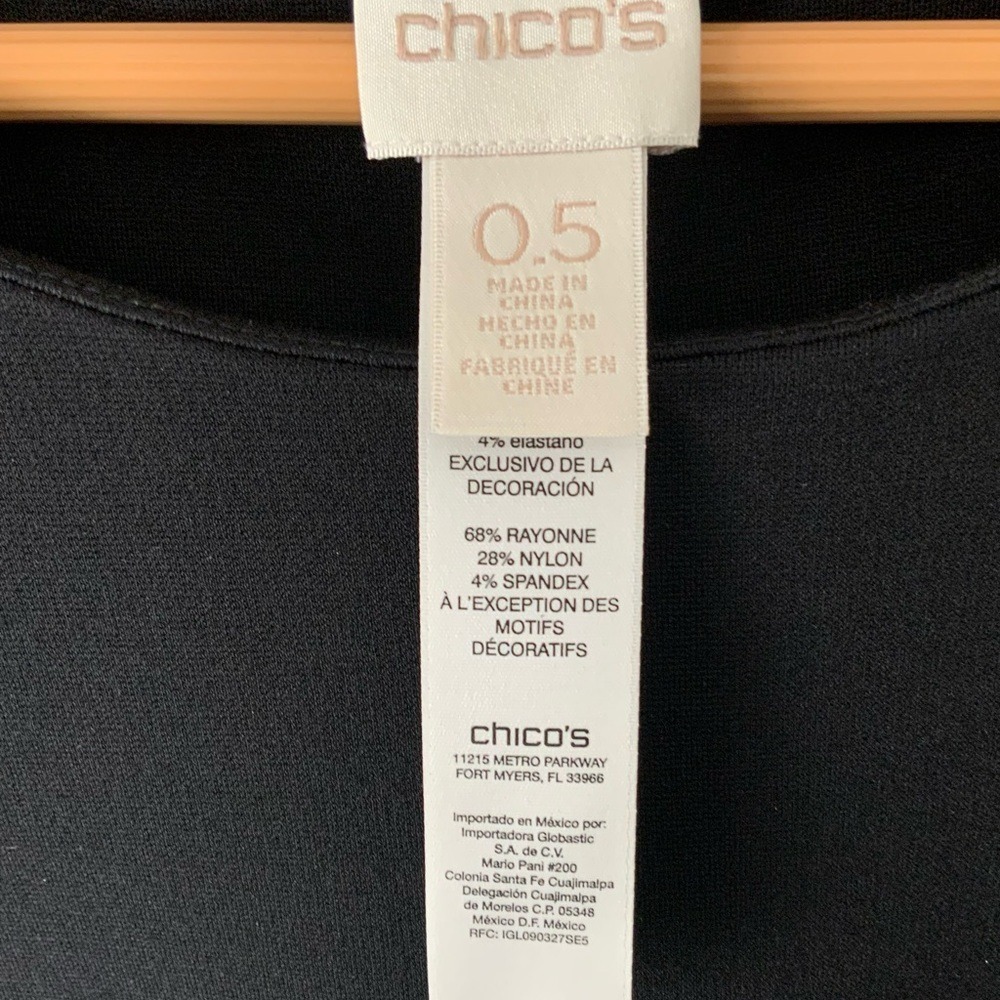 chico's
0.5
MADE IN
CHINA
HECHO EN
CHINA
FABRIQUÉ EN
CHINE
4% elastano
EXCLUSIVO DE LA
DECORACIÓN
68% RAYONNE
28% NYLON
4% SPANDEX
À L'EXCEPTION DES
MOTIFS
DÉCORATIFS
chico's
11215 METRO PARKWAY
FORT MYERS, FL 33966
Importado en México por:
Importadora Globastic
S.A. de C.V.
Mario Pani #200
Colonia Santa Fe Cuajimalpa
Delegación Cuajimalpa
de Morelos C.P. 05348
México D.F. México
RFC: IGL090327SE5